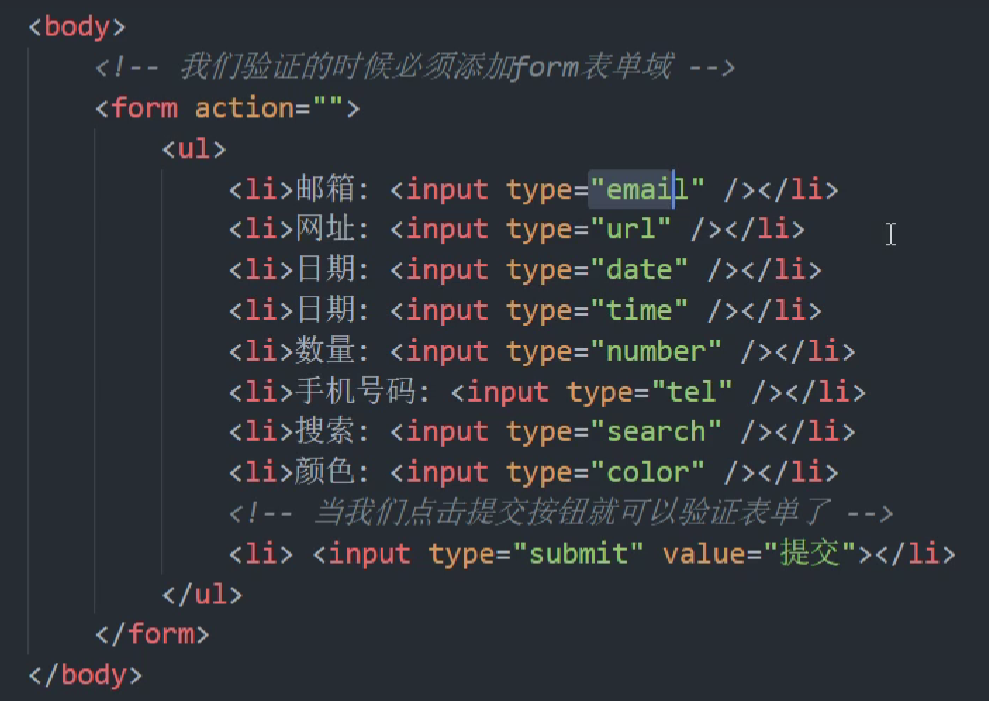 <body>
<!-- 我们验证的时候必须添加form表单域 -->
<form action="">
<ul>
<li>邮箱: <input type="email" /></li>
<li>网址: <input type="url" /></li>
<li>日期: <input type="date" /></li>
<li>日期: <input type="time" /></li>
<li>数量: <input type="number" /></li>
<li>手机号码: <input type="tel" /></li>
<li>搜索: <input type="search" /></li>
<li>颜色: <input type="color" /></li>
<!-- 当我们点击提交按钮就可以验证表单了 -->
<li> <input type="submit" value="提交"></li>
</ul>
</form>
</body>